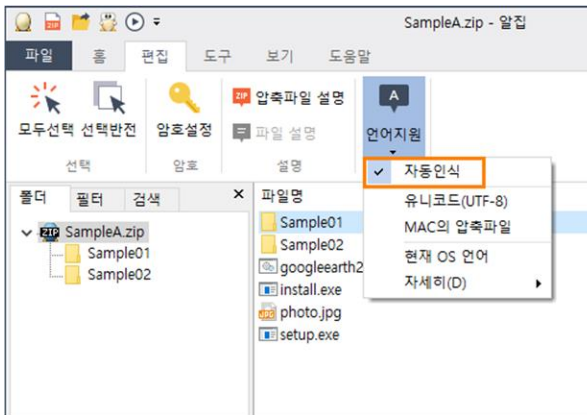 SampleA.zip - 알집
파일 홈 편집 도구 보기 도움말
모두선택 선택반전 암호설정 압축파일 설명 파일 설명 언어지원
선택 암호 설명
자동인식
유니코드(UTF-8)
MAC의 압축파일
현재 OS 언어
자세히(D)
폴더 필터 검색 ×
SampleA.zip
Sample01
Sample02
파일명
Sample01
Sample02
googleearth2
install.exe
photo.jpg
setup.exe